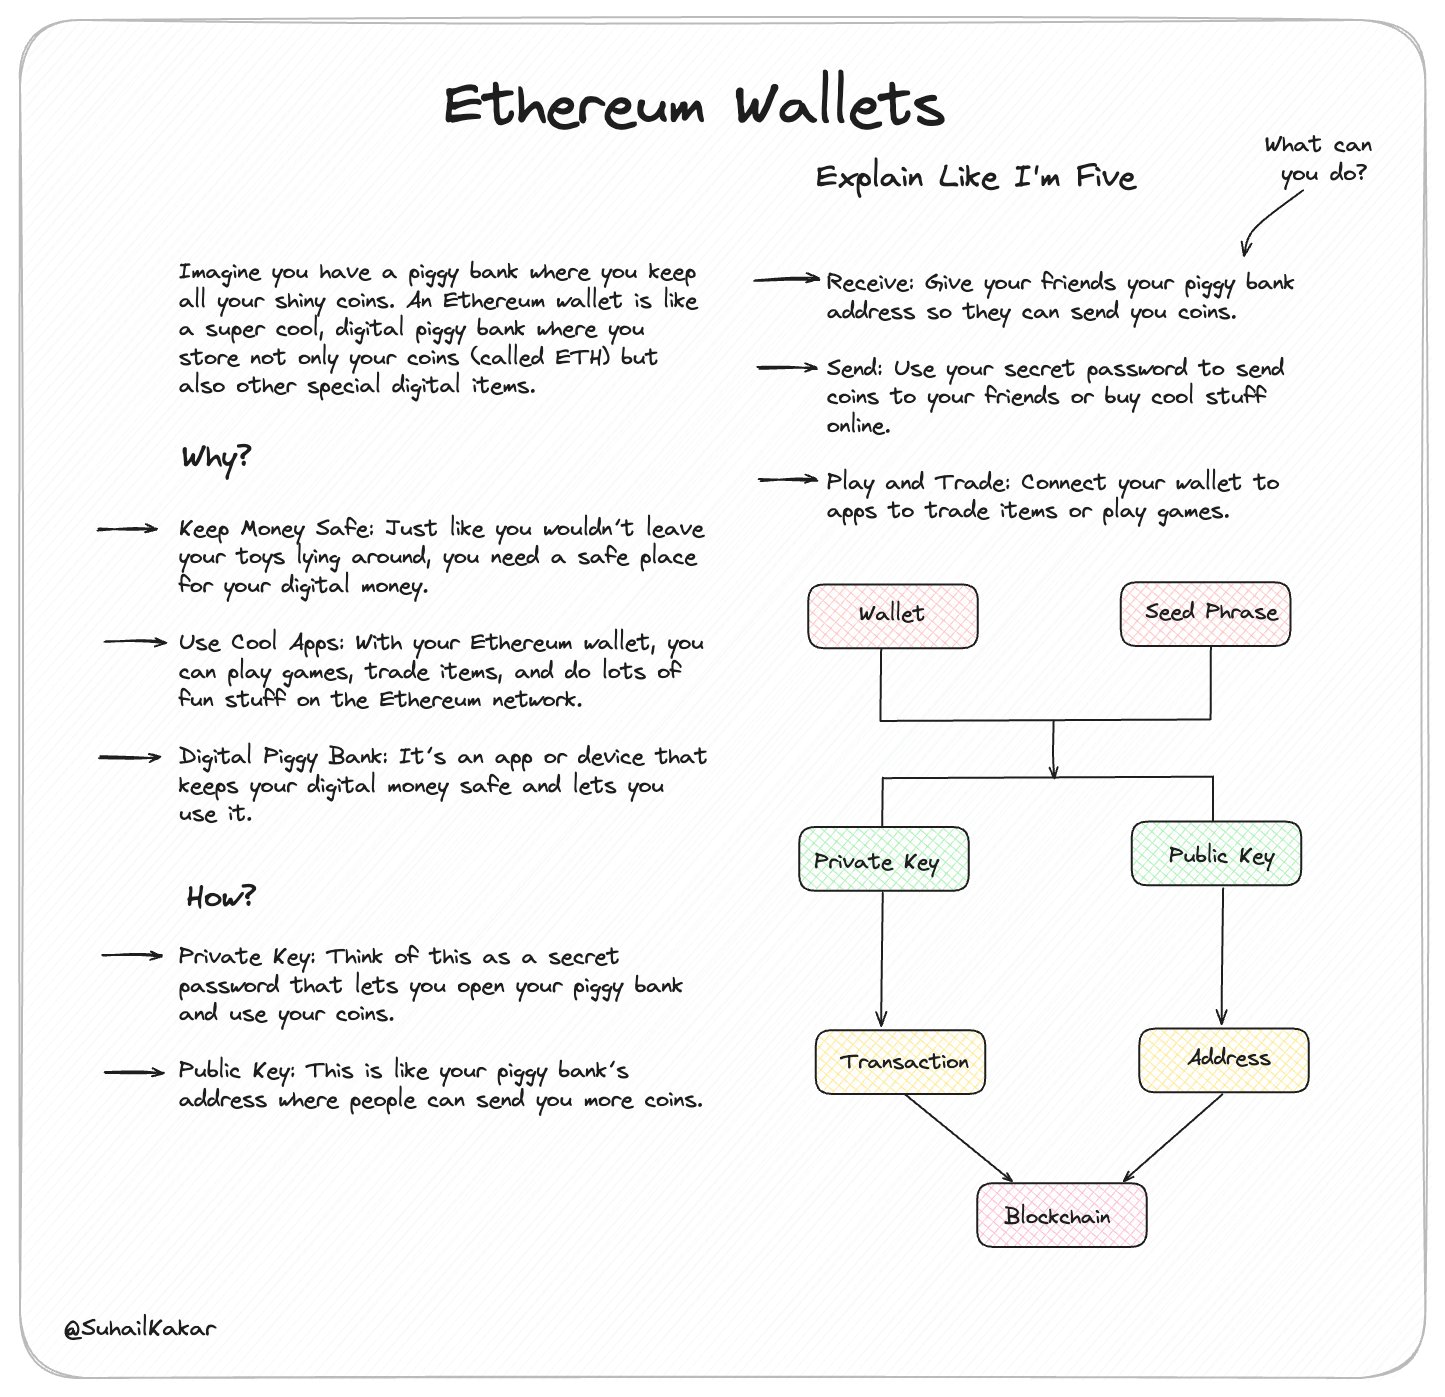 Ethereum Wallets
Explain Like I'm Five
What can
you do?
Imagine you have a piggy bank where you keep
all your shiny coins. An Ethereum wallet is like
a super cool, digital piggy bank where you
store not only your coins (called ETH) but
also other special digital items.
Why?
Keep Money Safe: Just like you wouldn't leave
your toys lying around, you need a safe place
for your digital money.
Use Cool Apps: With your Ethereum wallet, you
can play games, trade items, and do lots of
fun stuff on the Ethereum network.
Digital Piggy Bank: It's an app or device that
keeps your digital money safe and lets you
use it.
How?
Private Key: Think of this as a secret
password that lets you open your piggy bank
and use your coins.
Public Key: This is like your piggy bank's
address where people can send you more coins.
Receive: Give your friends your piggy bank
address so they can send you coins.
Send: Use your secret password to send
coins to your friends or buy cool stuff
online.
Play and Trade: Connect your wallet to
apps to trade items or play games.
Wallet
Seed Phrase
Private Key
Public Key
Transaction
Address
Blockchain
@SuhailKakar